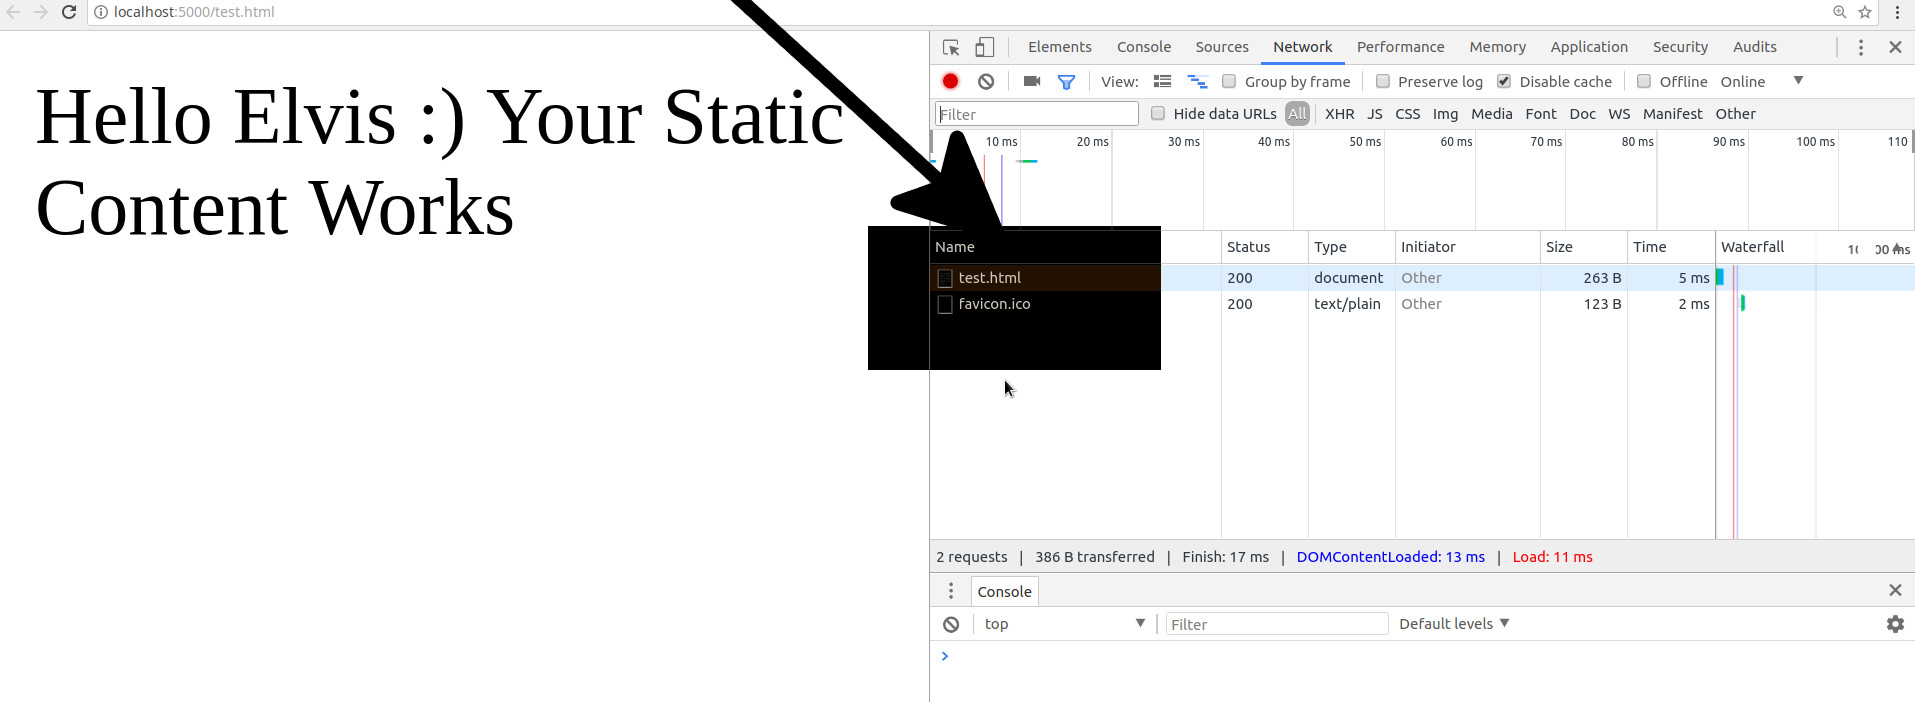 localhost:5000/test.html
Hello Elvis :) Your Static
Content Works
Elements Console Sources Network Performance Memory Application Security Audits
View: Group by frame Preserve log Disable cache Offline Online
Filter Hide data URLs All XHR JS CSS Img Media Font Doc WS Manifest Other
10 ms 20 ms 30 ms 40 ms 50 ms 60 ms 70 ms 80 ms 90 ms 100 ms 110
Name Status Type Initiator Size Time Waterfall
test.html 200 document Other 263 B 5 ms
favicon.ico 200 text/plain Other 123 B 2 ms
2 requests | 386 B transferred | Finish: 17 ms | DOMContentLoaded: 13 ms | Load: 11 ms
Console
top Filter Default levels